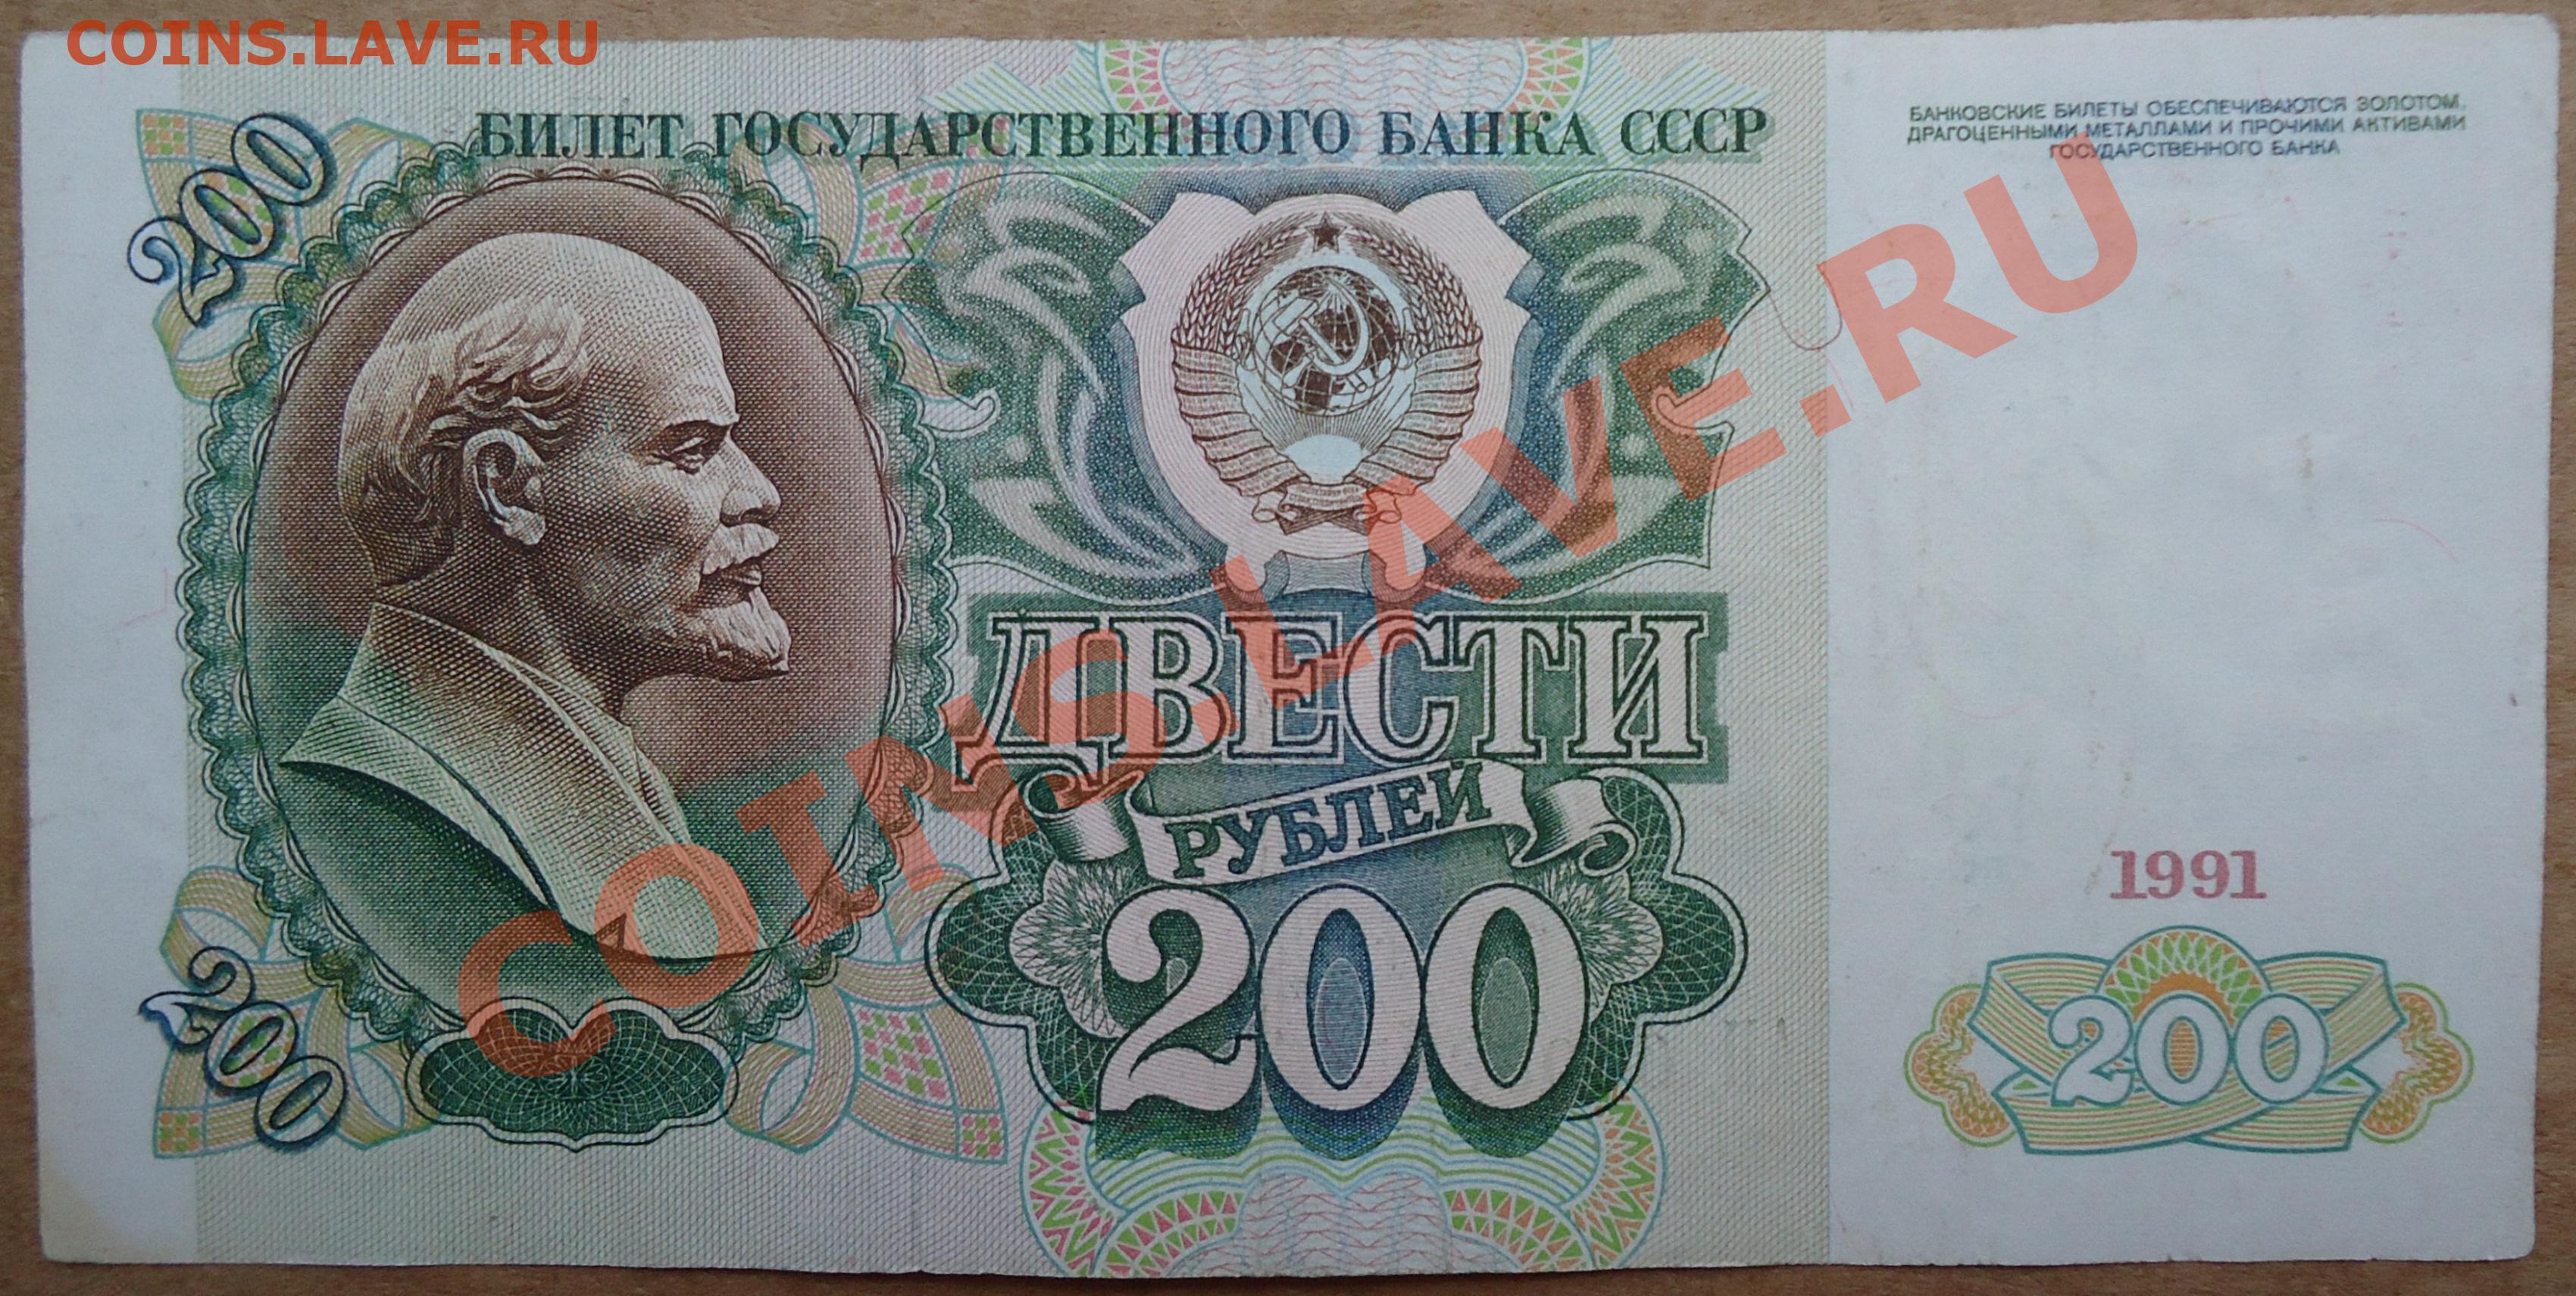 COINS.LAVE.RU
200
БИЛЕТ ГОСУДАРСТВЕННОГО БАНКА СССР
БАНКОВСКИЕ БИЛЕТЫ ОБЕСПЕЧИВАЮТСЯ ЗОЛОТОМ,
ДРАГОЦЕННЫМИ МЕТАЛЛАМИ И ПРОЧИМИ АКТИВАМИ
ГОСУДАРСТВЕННОГО БАНКА
COINS.LAVE.RU
ДВЕСТИ
РУБЛЕЙ
200
1991
200
200